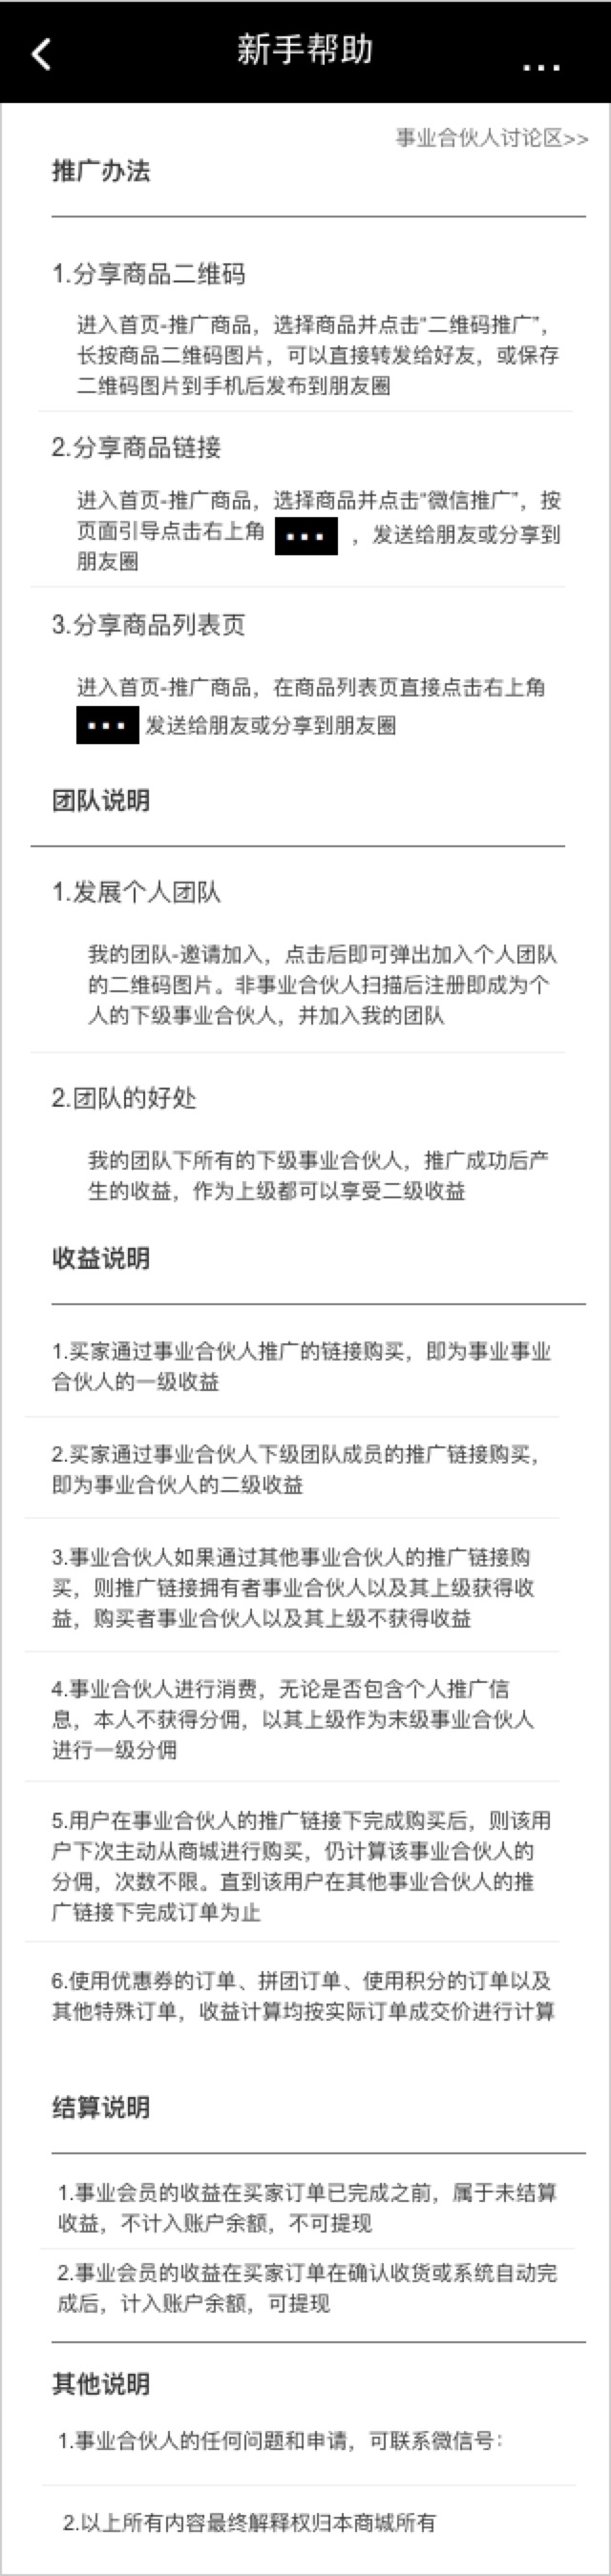 新手帮助
...
事业合伙人讨论区>>
推广办法
1.分享商品二维码
进入首页-推广商品，选择商品并点击“二维码推广”，
长按商品二维码图片，可以直接转发给好友，或保存
二维码图片到手机后发布到朋友圈
2.分享商品链接
进入首页-推广商品，选择商品并点击“微信推广”，按
页面引导点击右上角 ... ，发送给朋友或分享到
朋友圈
3.分享商品列表页
进入首页-推广商品，在商品列表页直接点击右上角
... 发送给朋友或分享到朋友圈
团队说明
1.发展个人团队
我的团队-邀请加入，点击后即可弹出加入个人团队
的二维码图片。非事业合伙人扫描后注册即成为个
人的下级事业合伙人，并加入我的团队
2.团队的好处
我的团队下所有的下级事业合伙人，推广成功后产
生的收益，作为上级都可以享受二级收益
收益说明
1.买家通过事业合伙人推广的链接购买，即为事业事业
合伙人的一级收益
2.买家通过事业合伙人下级团队成员的推广链接购买，
即为事业合伙人的二级收益
3.事业合伙人如果通过其他事业合伙人的推广链接购
买，则推广链接拥有者事业合伙人以及其上级获得收
益，购买者事业合伙人以及其上级不获得收益
4.事业合伙人进行消费，无论是否包含个人推广信
息，本人不获得分佣，以其上级作为末级事业合伙人
进行一级分佣
5.用户在事业合伙人的推广链接下完成购买后，则该用
户下次主动从商城进行购买，仍计算该事业合伙人的
分佣，次数不限。直到该用户在其他事业合伙人的推
广链接下完成订单为止
6.使用优惠券的订单、拼团订单、使用积分的订单以及
其他特殊订单，收益计算均按实际订单成交价进行计算
结算说明
1.事业会员的收益在买家订单已完成之前，属于未结算
收益，不计入账户余额，不可提现
2.事业会员的收益在买家订单在确认收货或系统自动完
成后，计入账户余额，可提现
其他说明
1.事业合伙人的任何问题和申请，可联系微信号：
2.以上所有内容最终解释权归本商城所有